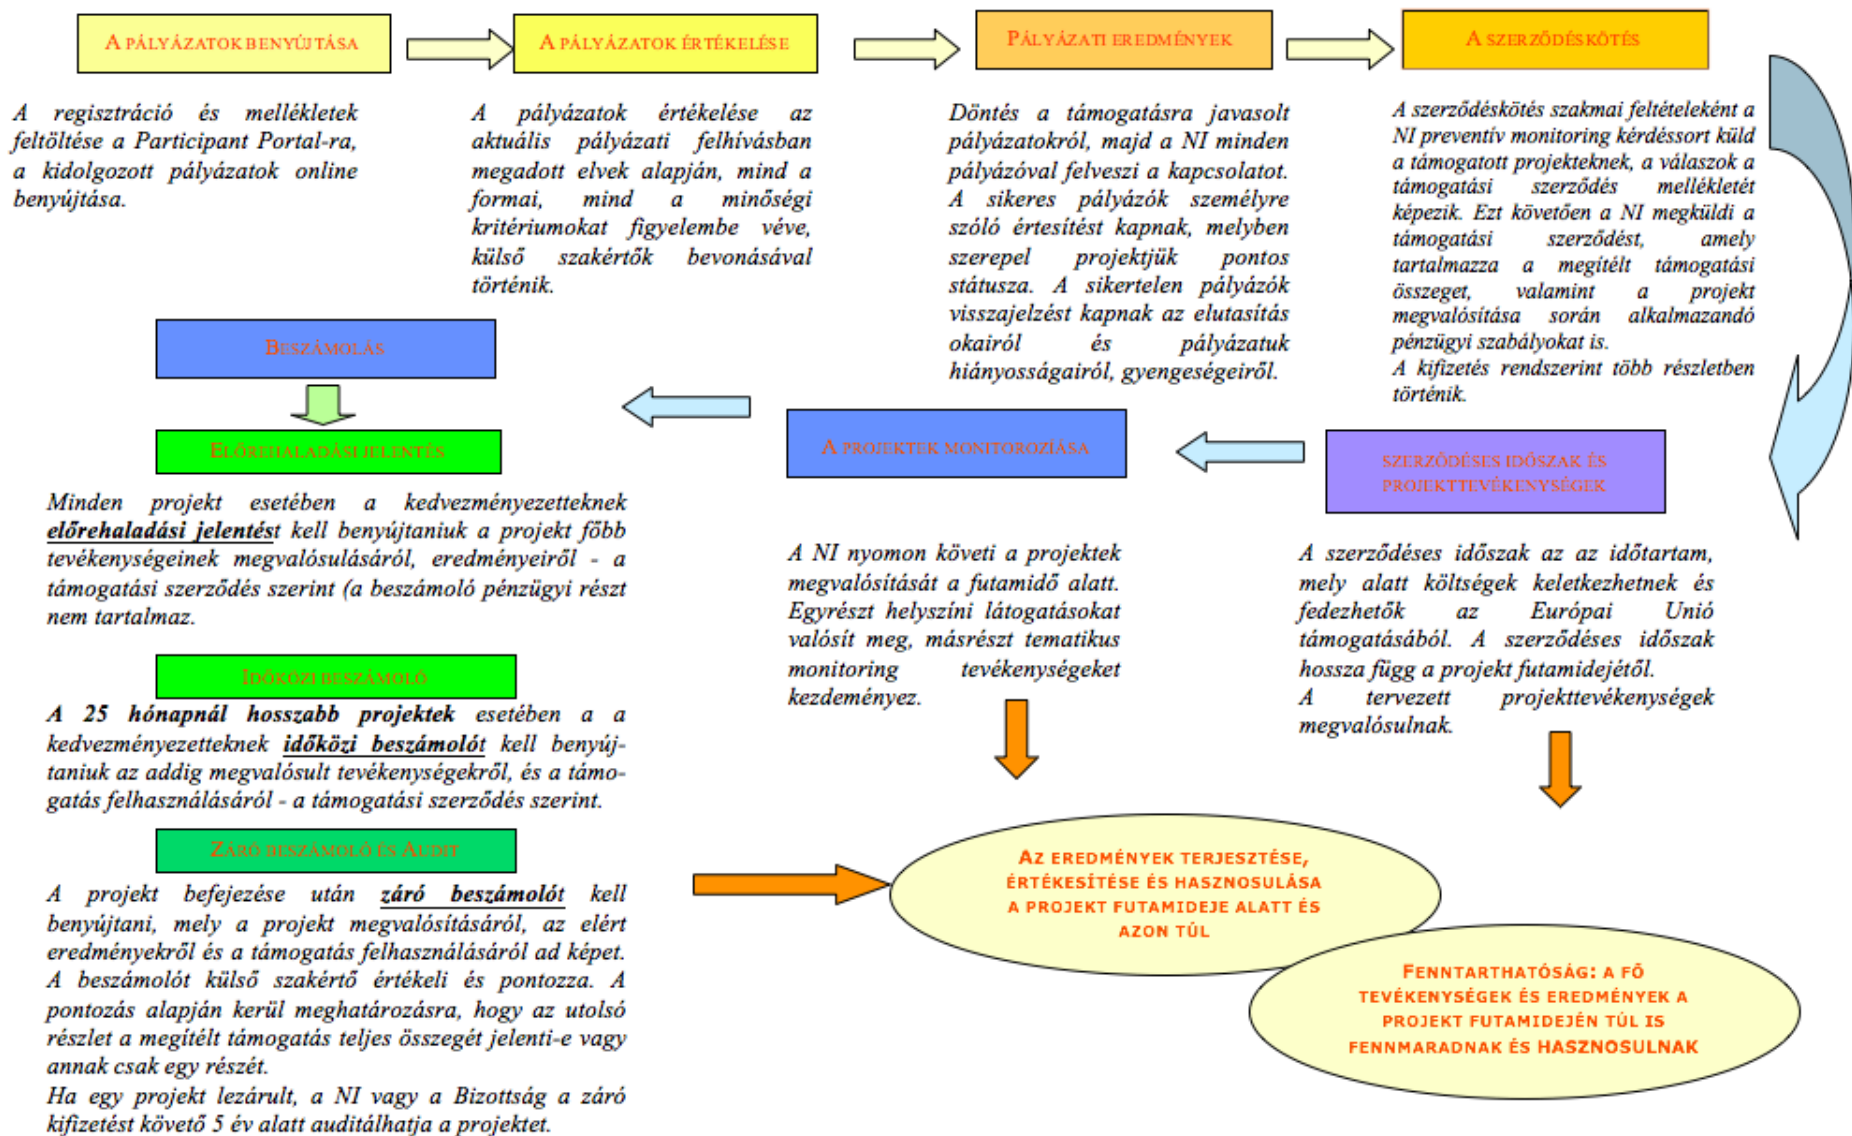 A PÁLYÁZATOK BENYÚJTÁSA
A regisztráció és mellékletek
feltöltése a Participant Portal-ra,
a kidolgozott pályázatok online
benyújtása.
A PÁLYÁZATOK ÉRTÉKELÉSE
A pályázatok értékelése az
aktuális pályázati felhívásban
megadott elvek alapján, mind a
formai, mind a minőségi
kritériumokat figyelembe véve,
külső szakértők bevonásával
történik.
PÁLYÁZATI EREDMÉNYEK
Döntés a támogatásra javasolt
pályázatokról, majd a NI minden
pályázóval felveszi a kapcsolatot.
A sikeres pályázók személyre
szóló értesítést kapnak, melyben
szerepel projektjük pontos
státusza. A sikertelen pályázók
visszajelzést kapnak az elutasítás
okairól és pályázatuk
hiányosságairól, gyengeségeiről.
A SZERZŐDÉSKÖTÉS
A szerződéskötés szakmai feltételeként a
NI preventív monitoring kérdéssort küld
a támogatott projekteknek, a válaszok a
támogatási szerződés mellékletét
képezik. Ezt követően a NI megküldi a
támogatási szerződést, amely
tartalmazza a megítélt támogatási
összeget, valamint a projekt
megvalósítása során alkalmazandó
pénzügyi szabályokat is.
A kifizetés rendszerint több részletben
történik.
SZERZŐDÉSES IDŐSZAK ÉS
PROJEKTTEVÉKENYSÉGEK
A szerződéses időszak az az időtartam,
mely alatt költségek keletkezhetnek és
fedezhetők az Európai Unió
támogatásából. A szerződéses időszak
hossza függ a projekt futamidejétől.
A tervezett projekttevékenységek
megvalósulnak.
A PROJEKTEK MONITOROZÍÁSA
A NI nyomon követi a projektek
megvalósítását a futamidő alatt.
Egyrészt helyszíni látogatásokat
valósít meg, másrészt tematikus
monitoring tevékenységeket
kezdeményez.
BESZÁMOLÁS
ELŐREHALADÁSI JELENTÉS
Minden projekt esetében a kedvezményezetteknek
előrehaladási jelentést kell benyújtaniuk a projekt főbb
tevékenységeinek megvalósulásáról, eredményeiről - a
támogatási szerződés szerint (a beszámoló pénzügyi részt
nem tartalmaz.
IDŐKÖZI BESZÁMOLÓ
A 25 hónapnál hosszabb projektek esetében a a
kedvezményezetteknek időközi beszámolót kell benyúj-
taniuk az addig megvalósult tevékenységekről, és a támo-
gatás felhasználásáról - a támogatási szerződés szerint.
ZÁRÓ BESZÁMOLÓ ÉS AUDIT
A projekt befejezése után záró beszámolót kell
benyújtani, mely a projekt megvalósításáról, az elért
eredményekről és a támogatás felhasználásáról ad képet.
A beszámolót külső szakértő értékeli és pontozza. A
pontozás alapján kerül meghatározásra, hogy az utolsó
részlet a megítélt támogatás teljes összegét jelenti-e vagy
annak csak egy részét.
Ha egy projekt lezárult, a NI vagy a Bizottság a záró
kifizetést követő 5 év alatt auditálhatja a projektet.
AZ EREDMÉNYEK TERJESZTÉSE,
ÉRTÉKESÍTÉSE ÉS HASZNOSULÁSA
A PROJEKT FUTAMIDEJE ALATT ÉS
AZON TÚL
FENNTARTHATÓSÁG: A FŐ
TEVÉKENYSÉGEK ÉS EREDMÉNYEK A
PROJEKT FUTAMIDEJÉN TÚL IS
FENNMARADNAK ÉS HASZNOSULNAK